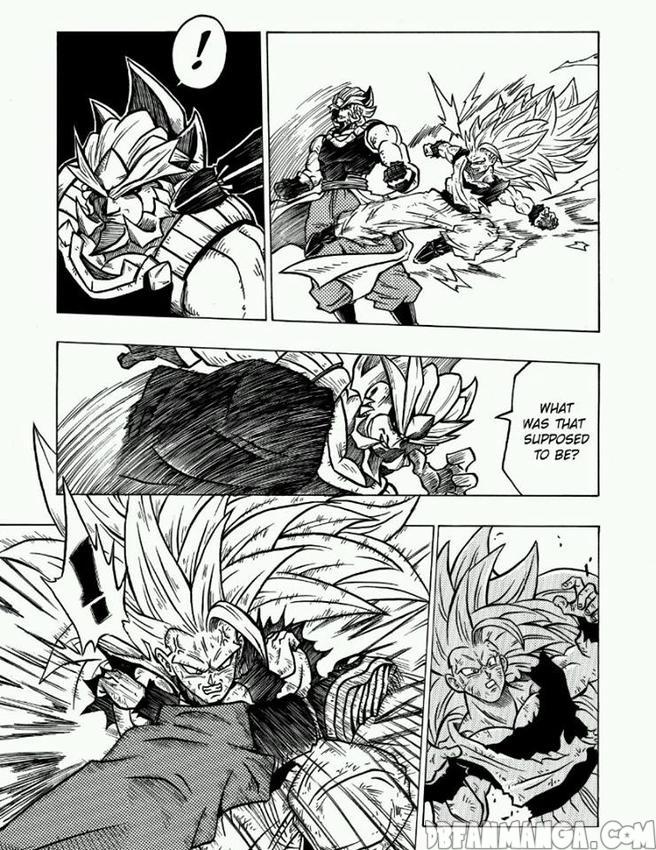 !
WHAT
WAS THAT
SUPPOSED
TO BE?
!!
DBFANMANGA.COM